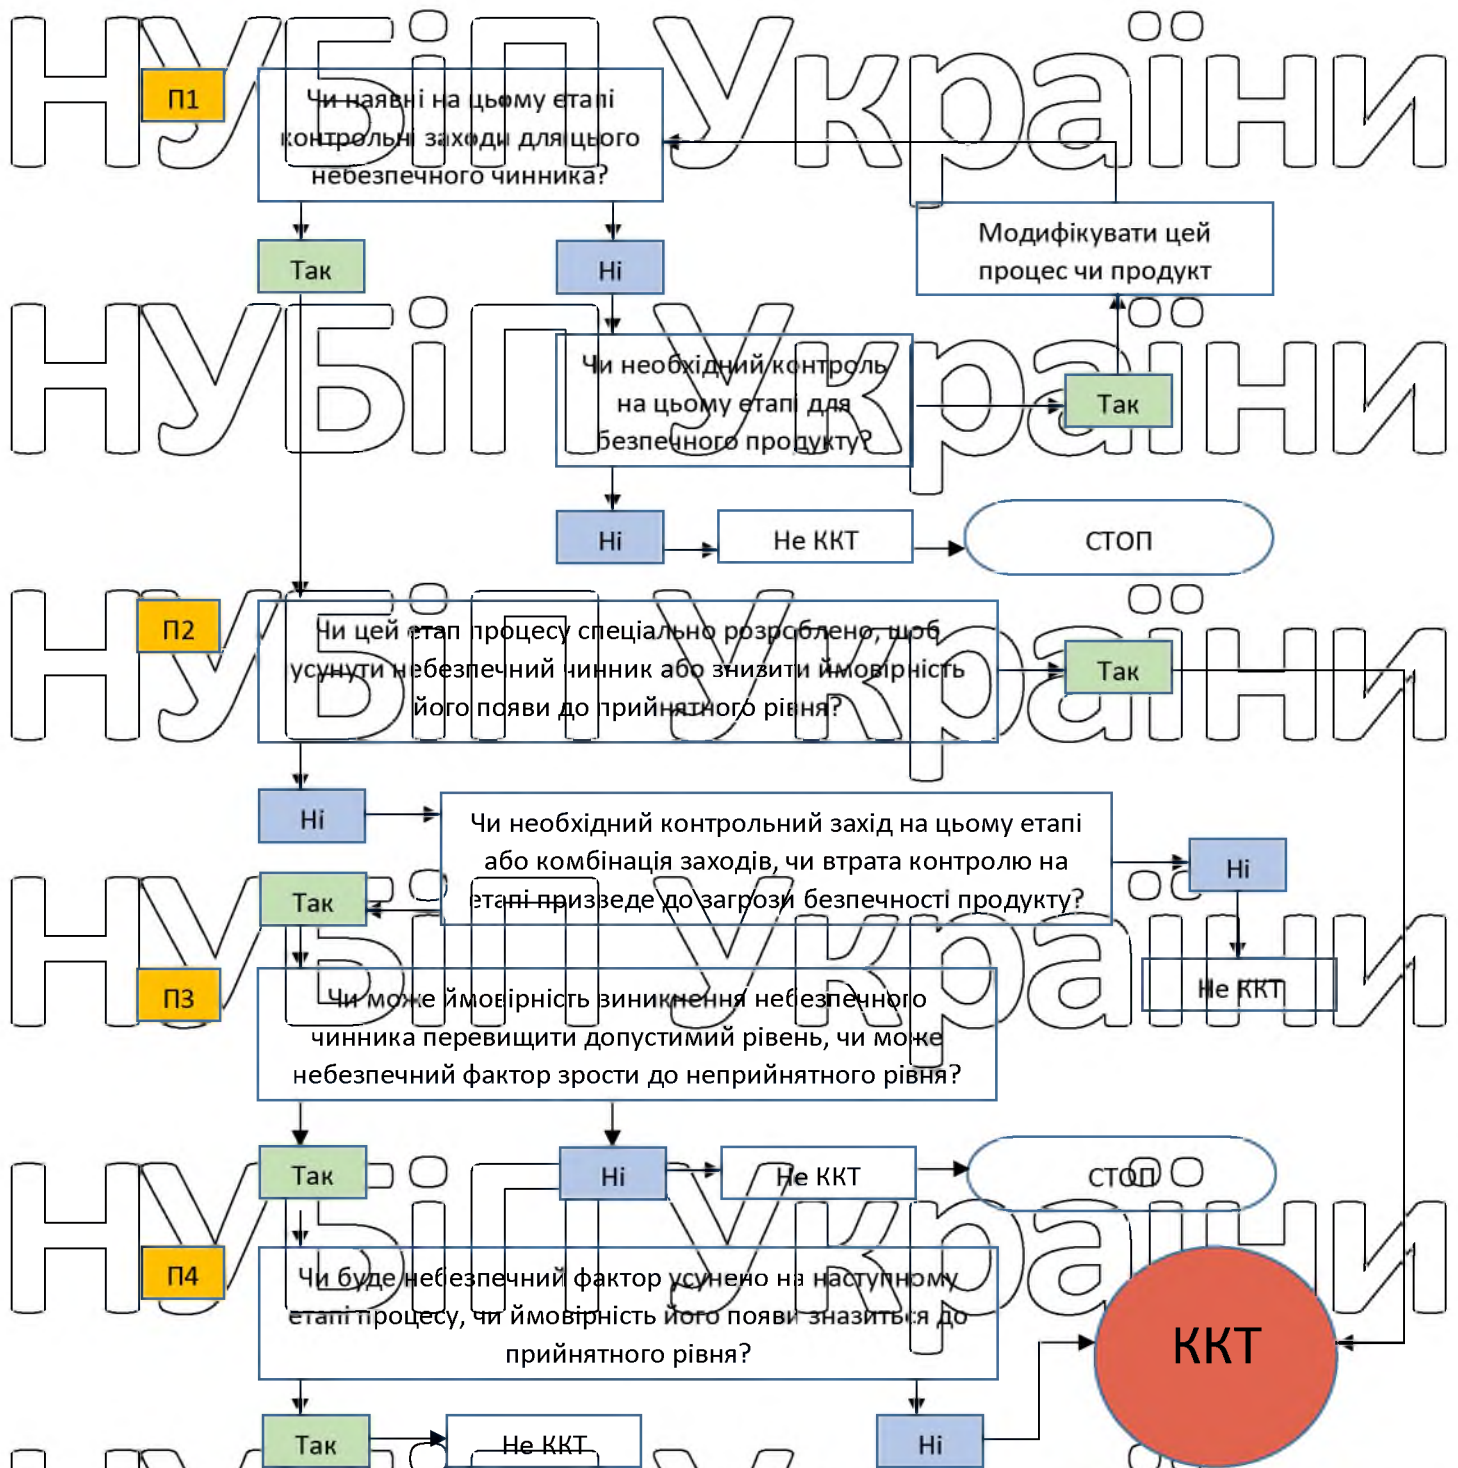 НУБіП України
П1
Чи наявні на цьому етапі
контрольні заходи для цього
небезпечного чинника?
Модифікувати цей
процес чи продукт
Так
Ні
НУБіП України
Чи необхідний контроль
на цьому етапі для
безпечного продукту?
Так
Ні
Не ККТ
СТОП
НУБіП України
П2
Чи цей етап процесу спеціально розроблено, щоб
усунути небезпечний чинник або знизити ймовірність
його появи до прийнятного рівня?
Так
Ні
Чи необхідний контрольний захід на цьому етапі
або комбінація заходів, чи втрата контролю на
етапі призведе до загрози безпечності продукту?
Ні
Так
НУБіП України
Не ККТ
П3
Чи може ймовірність виникнення небезпечного
чинника перевищити допустимий рівень, чи може
небезпечний фактор зрости до неприйнятного рівня?
Так
Ні
Не ККТ
СТОП
НУБіП України
П4
Чи буде небезпечний фактор усунено на наступному
етапі процесу, чи ймовірність його появи зназиться до
прийнятного рівня?
ККТ
Так
Не ККТ
Ні